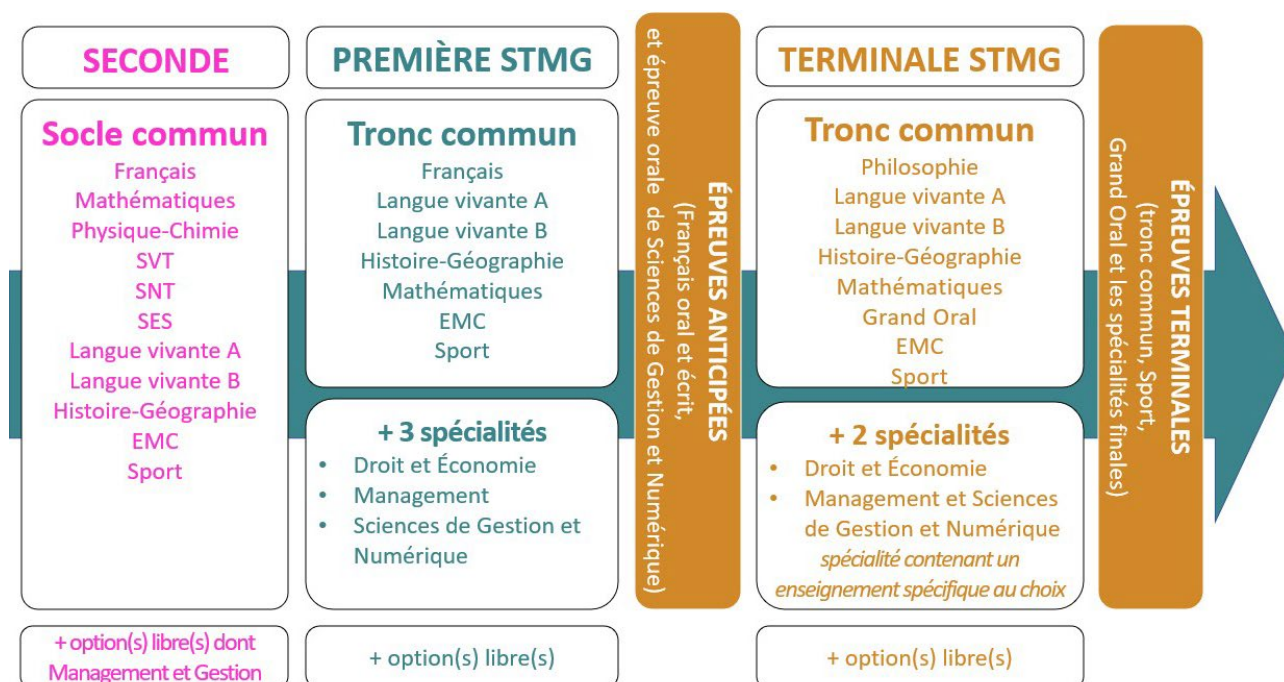 SECONDE
Socle commun
Français
Mathématiques
Physique-Chimie
SVT
SNT
SES
Langue vivante A
Langue vivante B
Histoire-Géographie
EMC
Sport
+ option(s) libre(s) dont
Management et Gestion
PREMIÈRE STMG
Tronc commun
Français
Langue vivante A
Langue vivante B
Histoire-Géographie
Mathématiques
EMC
Sport
+ 3 spécialités
• Droit et Économie
• Management
• Sciences de Gestion et
Numérique
+ option(s) libre(s)
ÉPREUVES ANTICIPÉES
(Français oral et écrit,
et épreuve orale de Sciences de Gestion et Numérique)
TERMINALE STMG
Tronc commun
Philosophie
Langue vivante A
Langue vivante B
Histoire-Géographie
Mathématiques
Grand Oral
EMC
Sport
+ 2 spécialités
• Droit et Économie
• Management et Sciences
de Gestion et Numérique
spécialité contenant un
enseignement spécifique au choix
+ option(s) libre(s)
ÉPREUVES TERMINALES
(tronc commun, Sport,
Grand Oral et les spécialités finales)